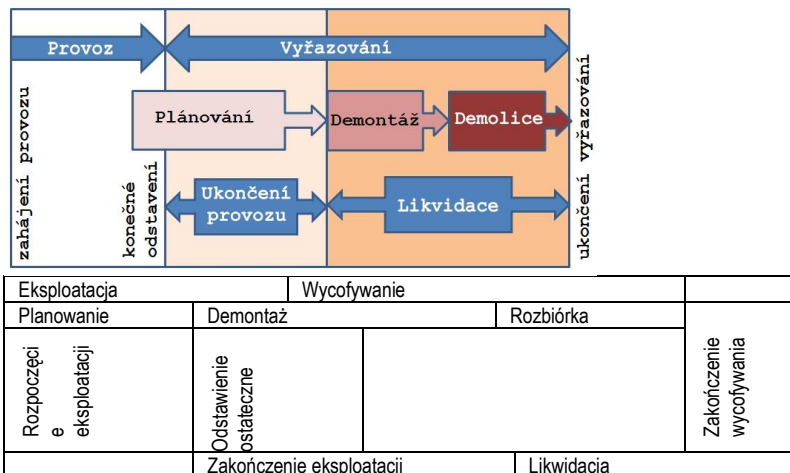 Provoz
Vyřazování
zahájení provozu
Plánování
Demontáž
Demolice
konečné
odstavení
Ukončení
provozu
Likvidace
ukončení vyřazování
Eksploatacja
Wycofywanie
Planowanie
Demontaż
Rozbiórka
Rozpoczęci
e
eksploatacji
Odstawienie
ostateczne
Zakończenie
wycofywania
Zakończenie eksploatacji
Likwidacja